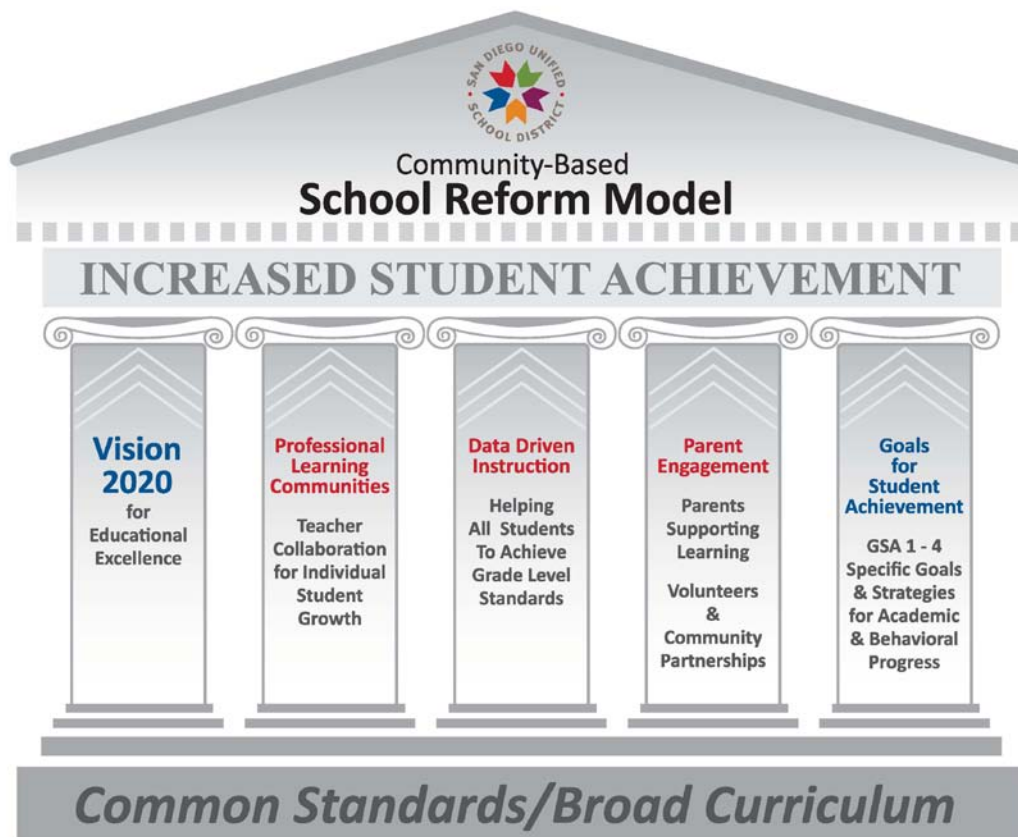 SAN DIEGO UNIFIED
SCHOOL DISTRICT
Community-Based
School Reform Model
INCREASED STUDENT ACHIEVEMENT
Vision
2020
for
Educational
Excellence
Professional
Learning
Communities
Teacher
Collaboration
for Individual
Student
Growth
Data Driven
Instruction
Helping
All Students
To Achieve
Grade Level
Standards
Parent
Engagement
Parents
Supporting
Learning
Volunteers
&
Community
Partnerships
Goals
for
Student
Achievement
GSA 1 - 4
Specific Goals
& Strategies
for Academic
& Behavioral
Progress
Common Standards/Broad Curriculum